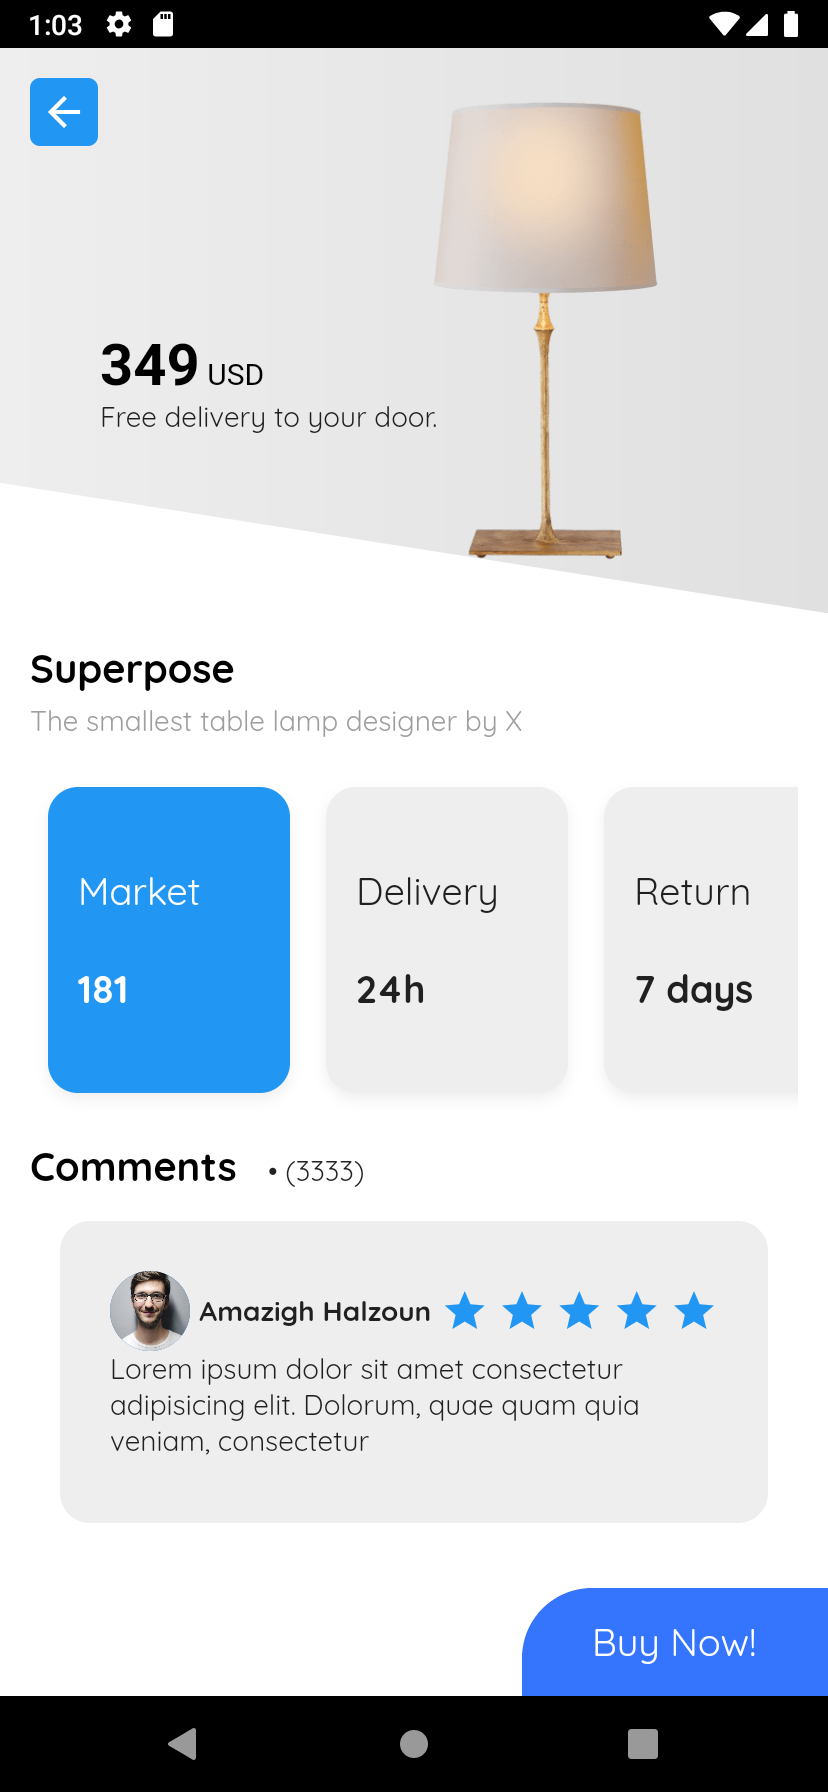 1:03
349 USD
Free delivery to your door.
Superpose
The smallest table lamp designer by X
Market
181
Delivery
24h
Return
7 days
Comments • (3333)
Amazigh Halzoun
Lorem ipsum dolor sit amet consectetur
adipisicing elit. Dolorum, quae quam quia
veniam, consectetur
Buy Now!